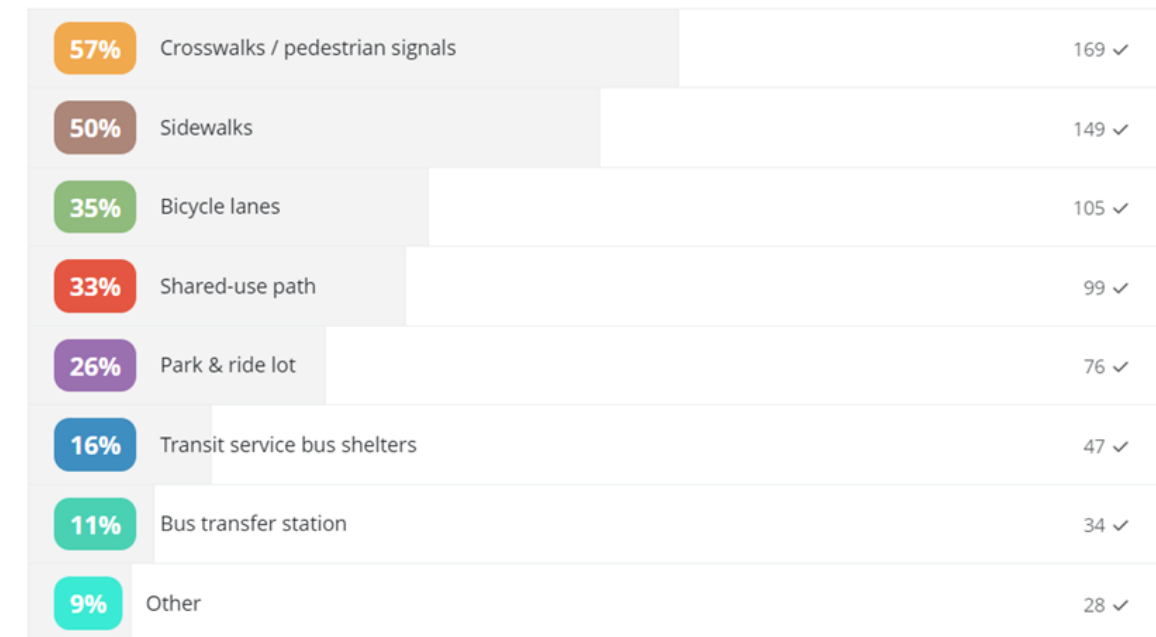 57% Crosswalks / pedestrian signals 169 ✓
50% Sidewalks 149 ✓
35% Bicycle lanes 105 ✓
33% Shared-use path 99 ✓
26% Park & ride lot 76 ✓
16% Transit service bus shelters 47 ✓
11% Bus transfer station 34 ✓
9% Other 28 ✓